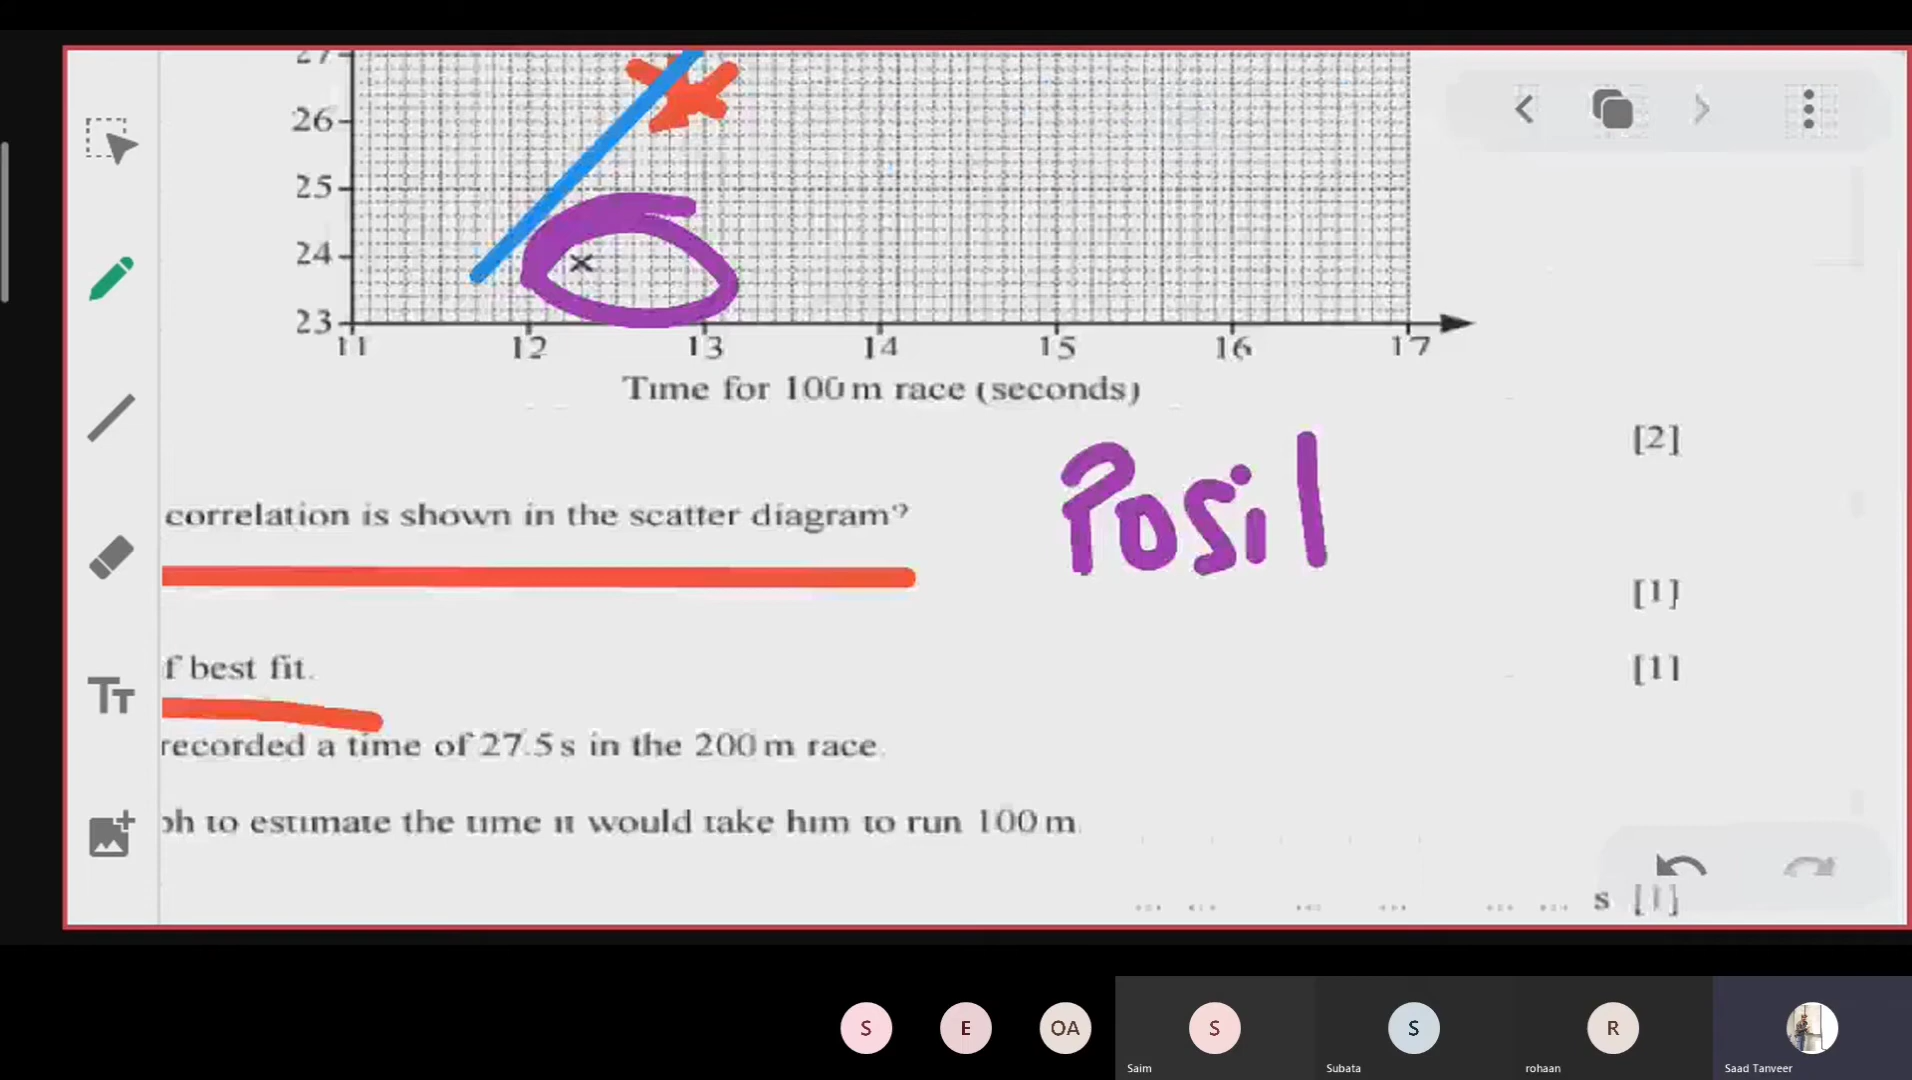 27
26
25
24
23
11 12 13 14 15 16 17
Time for 100 m race (seconds)
[2]
correlation is shown in the scatter diagram?
Posi
[1]
f best fit.
[1]
recorded a time of 27.5 s in the 200 m race
ph to estimate the time it would take him to run 100 m
s [1]
TT
S E OA S S R
Saim Subata rohaan Saad Tanveer